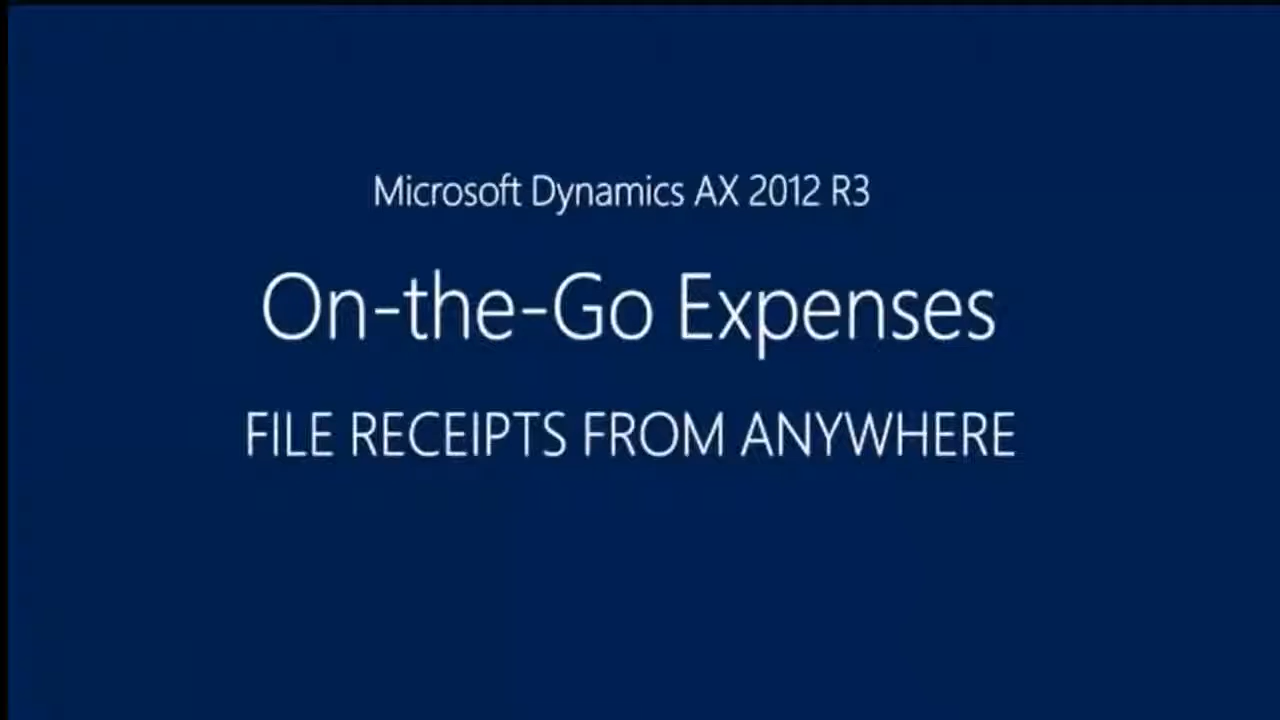 Microsoft Dynamics AX 2012 R3
On-the-Go Expenses
FILE RECEIPTS FROM ANYWHERE